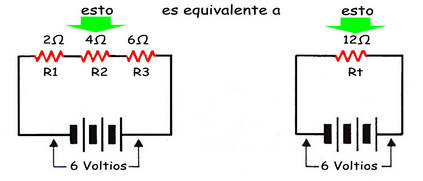 esto es equivalente a esto
2Ω 4Ω 6Ω 12Ω
R1 R2 R3 Rt
6 Voltios 6 Voltios